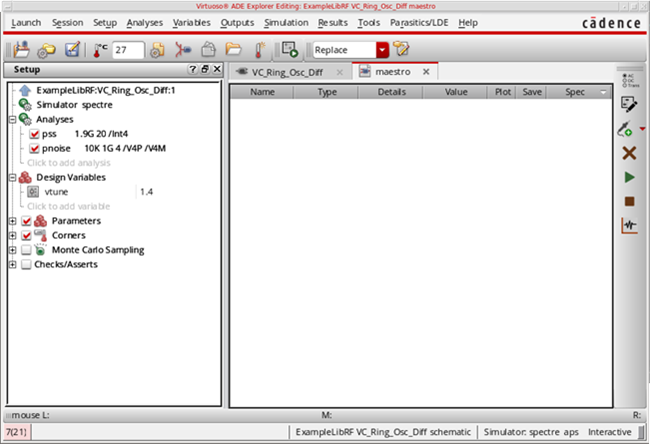 Virtuoso® ADE Explorer Editing: ExampleLibRF VC_Ring_Osc_Diff maestro
Launch Session Setup Analyses Variables Outputs Simulation Results Tools Parasitics/LDE Help cādence
°C 27 Replace
Setup ? VC_Ring_Osc_Diff maestro
ExampleLibRF:VC_Ring_Osc_Diff:1 Name Type Details Value Plot Save Spec
Simulator spectre
Analyses
pss 1.9G 20 /Int4
pnoise 10K 1G 4 /V4P /V4M
Click to add analysis
Design Variables
vtune 1.4
Click to add variable
Parameters
Corners
Monte Carlo Sampling
Checks/Asserts
AC
DC
Trans
mouse L: M: R:
7(21) ExampleLibRF VC_Ring_Osc_Diff schematic Simulator: spectre aps Interactive